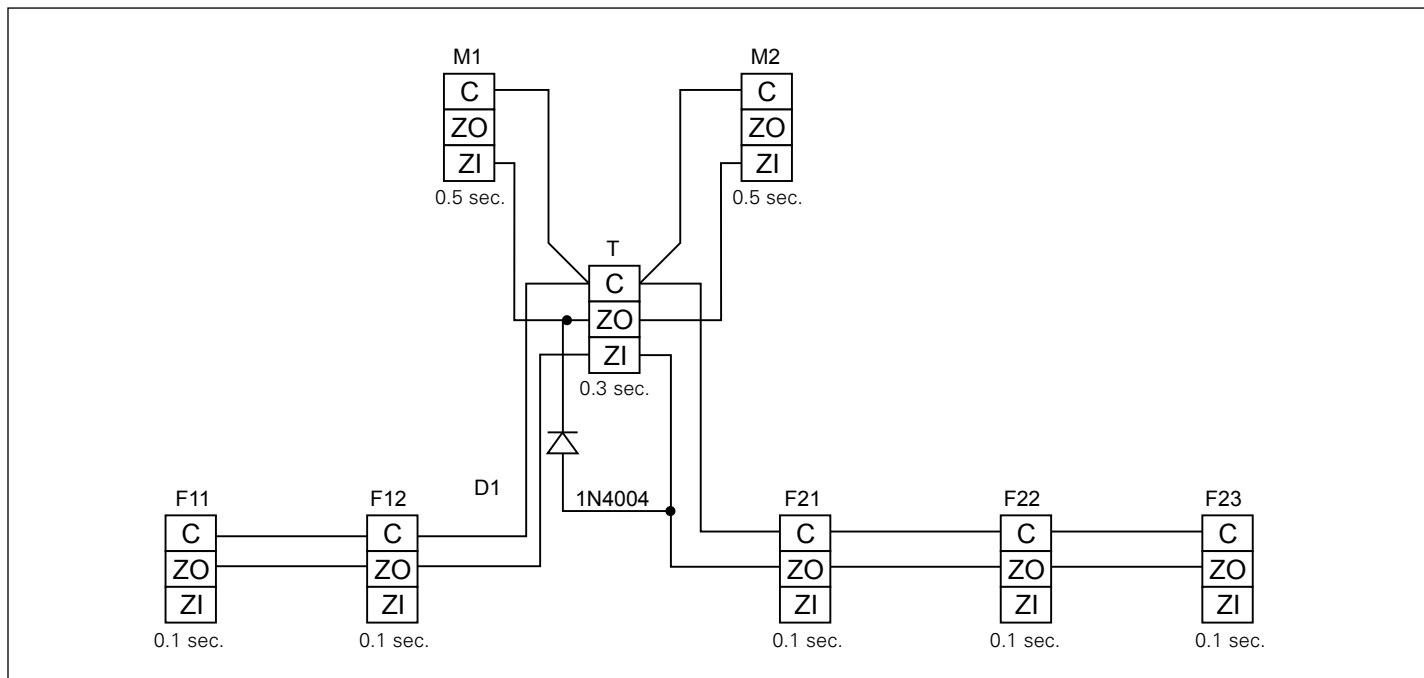 M1
C
ZO
ZI
0.5 sec.
M2
C
ZO
ZI
0.5 sec.
T
C
ZO
ZI
0.3 sec.
D1
1N4004
F11
C
ZO
ZI
0.1 sec.
F12
C
ZO
ZI
0.1 sec.
F21
C
ZO
ZI
0.1 sec.
F22
C
ZO
ZI
0.1 sec.
F23
C
ZO
ZI
0.1 sec.